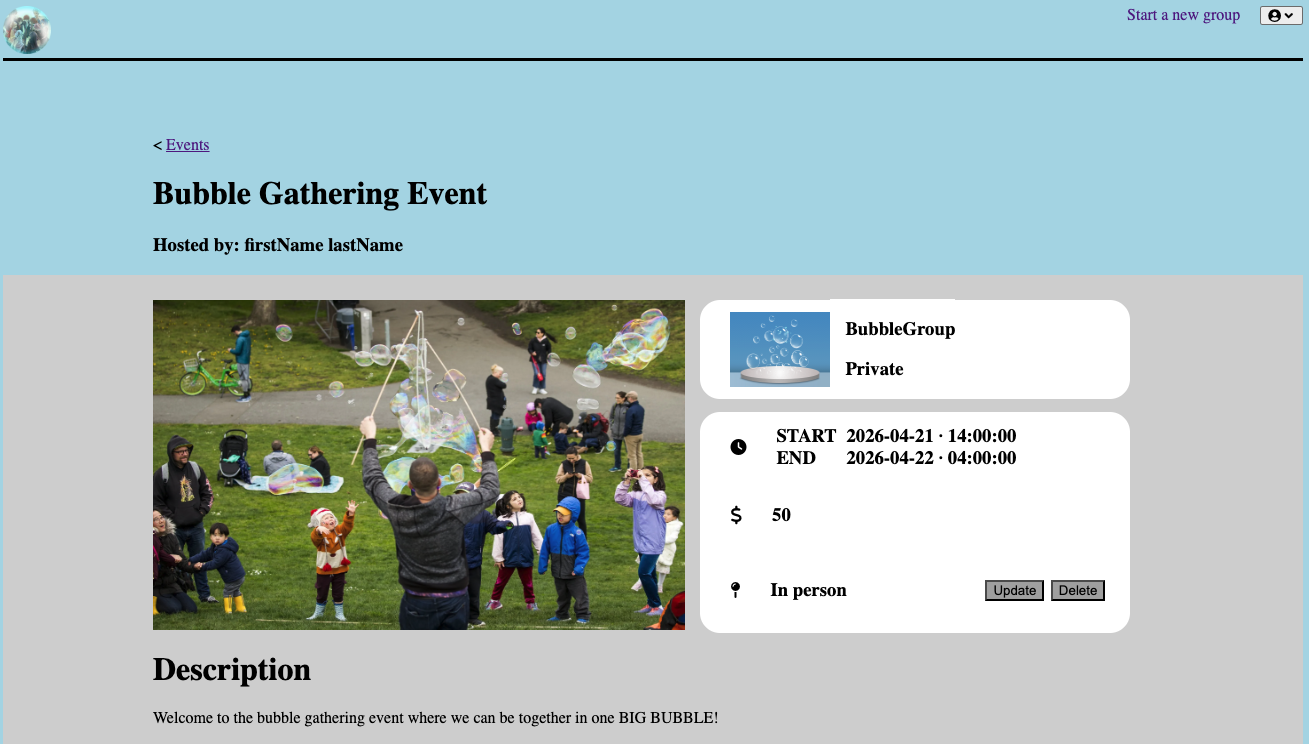 Start a new group
< Events
Bubble Gathering Event
Hosted by: firstName lastName
BubbleGroup
Private
START 2026-04-21 · 14:00:00
END 2026-04-22 · 04:00:00
50
In person
Update Delete
Description
Welcome to the bubble gathering event where we can be together in one BIG BUBBLE!